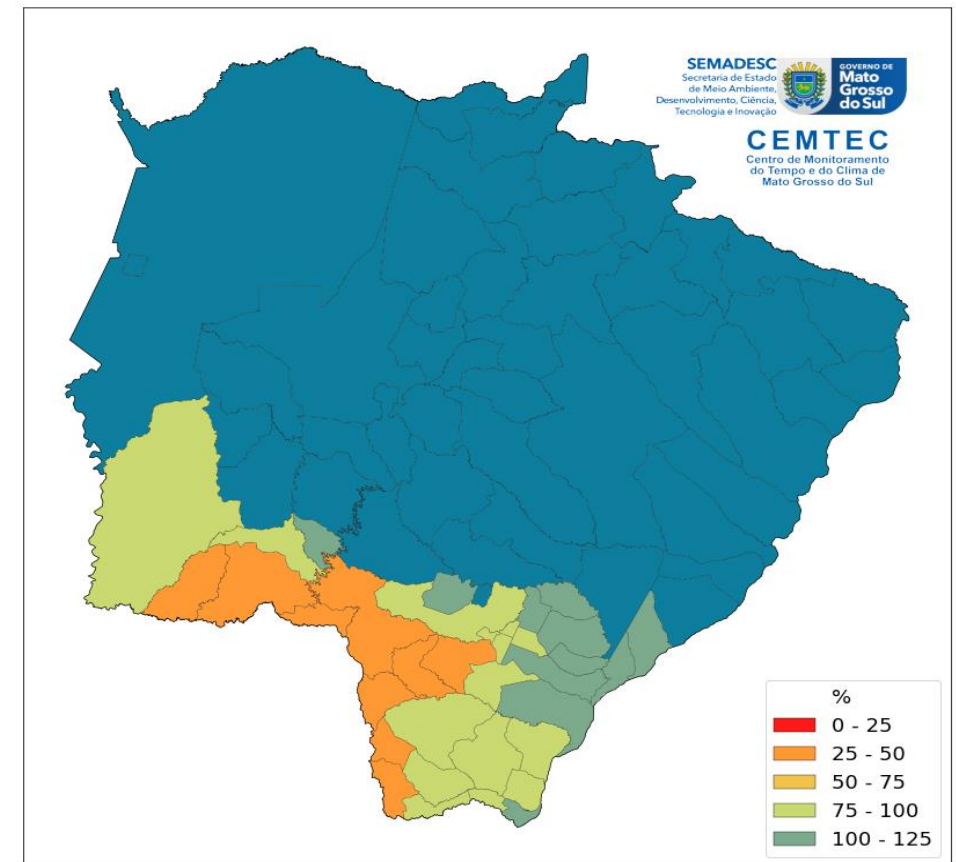 SEMADESC
Secretaria de Estado
de Meio Ambiente,
Desenvolvimento, Ciência,
Tecnologia e Inovação
GOVERNO DE
Mato
Grosso
do Sul
CEMTEC
Centro de Monitoramento
do Tempo e do Clima de
Mato Grosso do Sul
%
0 - 25
25 - 50
50 - 75
75 - 100
100 - 125